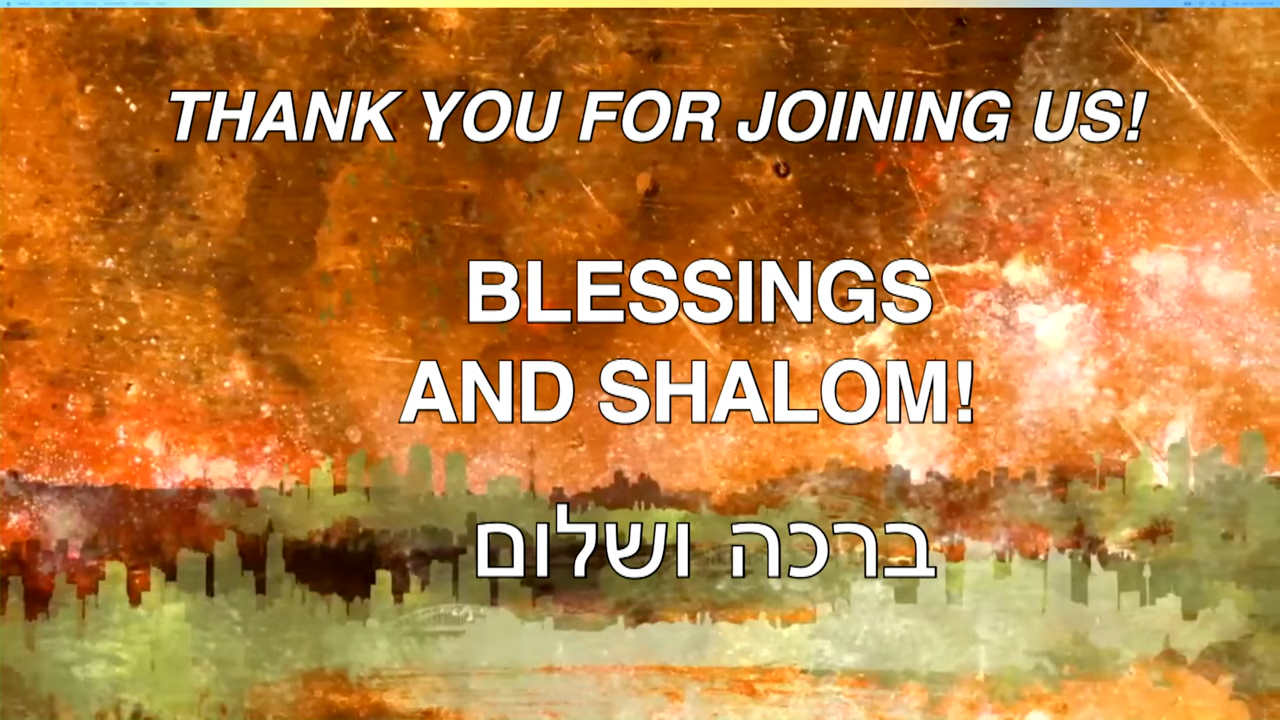 THANK YOU FOR JOINING US!
BLESSINGS
AND SHALOM!
ברכה ושלום